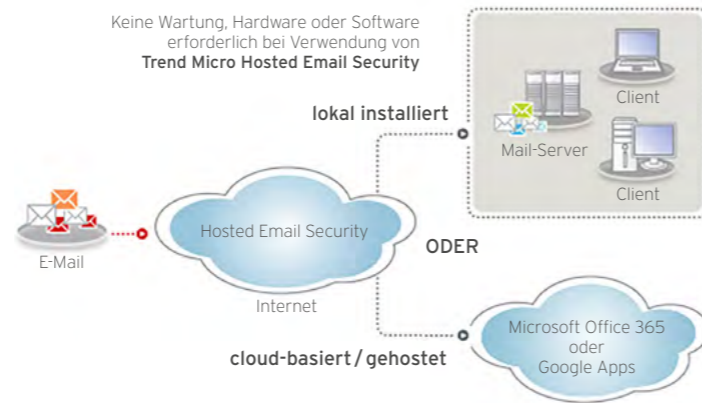 Keine Wartung, Hardware oder Software
erforderlich bei Verwendung von
Trend Micro Hosted Email Security
lokal installiert
Client
Mail-Server
Client
Hosted Email Security
E-Mail
ODER
Internet
Microsoft Office 365
oder
Google Apps
cloud-basiert / gehostet